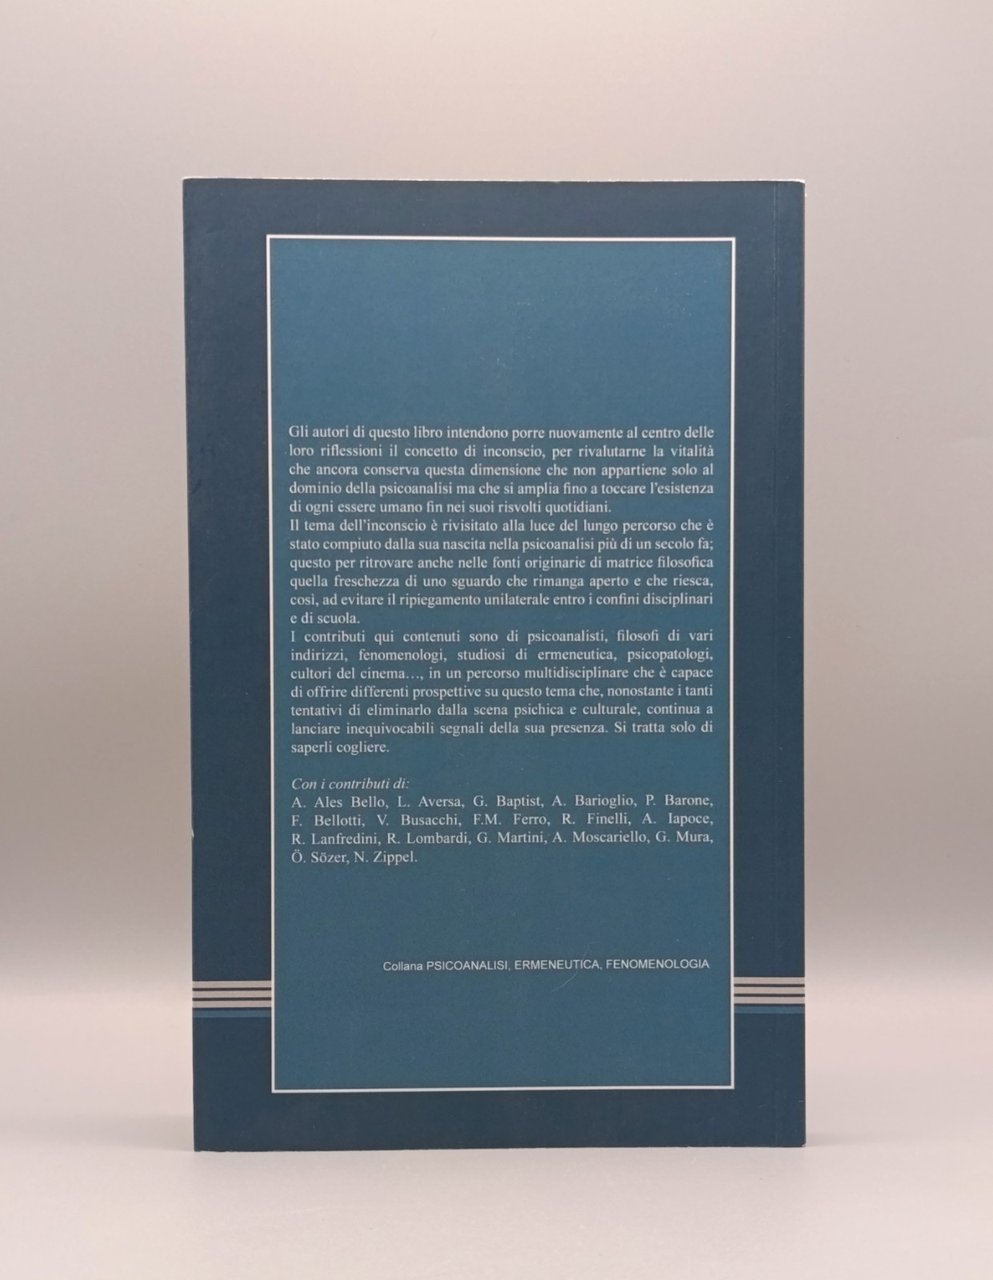 Gli autori di questo libro intendono porre nuovamente al centro delle
loro riflessioni il concetto di inconscio, per rivalutarne la vitalità
che ancora conserva questa dimensione che non appartiene solo al
dominio della psicoanalisi ma che si amplia fino a toccare l'esistenza
di ogni essere umano fin nei suoi risvolti quotidiani.
Il tema dell'inconscio è rivisitato alla luce del lungo percorso che è
stato compiuto dalla sua nascita nella psicoanalisi più di un secolo fa;
questo per ritrovare anche nelle fonti originarie di matrice filosofica
quella freschezza di uno sguardo che rimanga aperto e che riesca,
così, ad evitare il ripiegamento unilaterale entro i confini disciplinari
e di scuola.
I contributi qui contenuti sono di psicoanalisti, filosofi di vari
indirizzi, fenomenologi, studiosi di ermeneutica, psicopatologi,
cultori del cinema…, in un percorso multidisciplinare che è capace
di offrire differenti prospettive su questo tema che, nonostante i tanti
tentativi di eliminarlo dalla scena psichica e culturale, continua a
lanciare inequivocabili segnali della sua presenza. Si tratta solo di
saperli cogliere.
Con i contributi di:
A. Ales Bello, L. Aversa, G. Baptist, A. Barioglio, P. Barone,
F. Bellotti, V. Busacchi, F.M. Ferro, R. Finelli, A. Iapoce,
R. Lanfredini, R. Lombardi, G. Martini, A. Moscariello, G. Mura,
Ö. Sözer, N. Zippel.
Collana PSICOANALISI, ERMENEUTICA, FENOMENOLOGIA